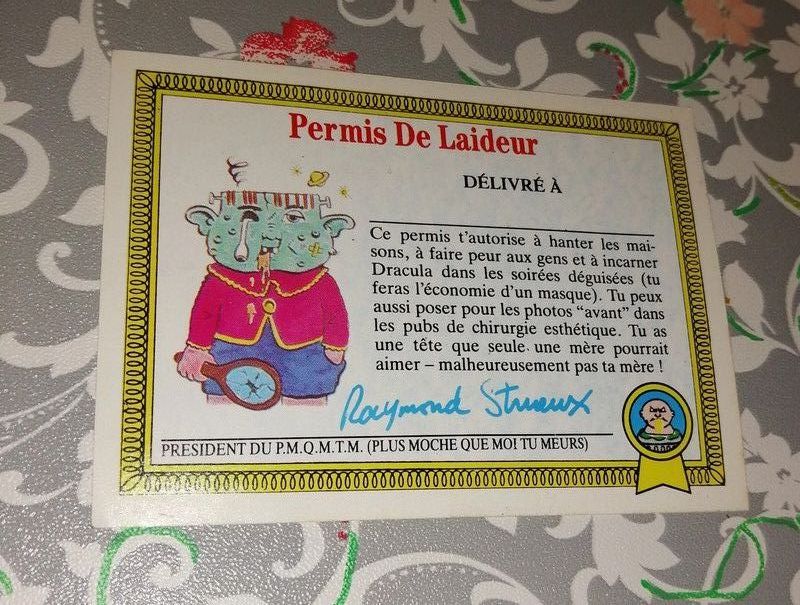 Permis De Laideur
DÉLIVRÉ À
Ce permis t'autorise à hanter les mai-
sons, à faire peur aux gens et à incarner
Dracula dans les soirées déguisées (tu
feras l'économie d'un masque). Tu peux
aussi poser pour les photos "avant" dans
les pubs de chirurgie esthétique. Tu as
une tête que seule une mère pourrait
aimer – malheureusement pas ta mère !
Raymond Strueux
PRESIDENT DU P.M.Q.M.T.M. (PLUS MOCHE QUE MOI TU MEURS)